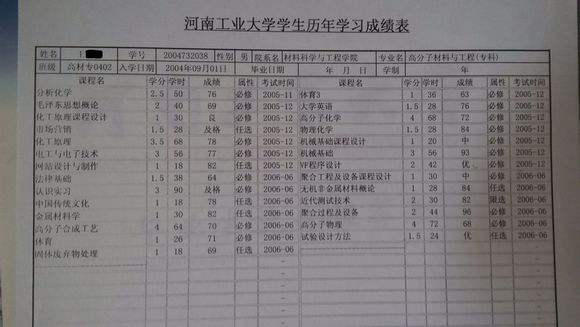 河南工业大学学生历年学习成绩表
姓名 学号 2004732038 性别 男 院系名 材料科学与工程学院 专业名 高分子材料与工程(专科)
班级 高材专0402 入学日期 2004年09月01日 毕业日期 年 月 日 学制 年
课程名 学分 学时 成绩 属性 考试时间 课程名 学分 学时 成绩 属性 考试时间
分析化学 2.5 50 76 必修 2005-11 体育3 1 36 63 必修 2005-12
毛泽东思想概论 2 40 69 必修 2005-12 大学英语 1.5 28 76 必修 2005-12
化工原理课程设计 1 30 良 必修 2005-12 高分子化学 4 68 72 必修 2005-12
市场营销 1.5 28 及格 任选 2005-12 物理化学 1.5 28 84 必修 2005-12
化工原理 3.5 68 78 必修 2005-12 机械基础课程设计 1 20 中 必修 2005-12
电工与电子技术 3 56 77 必修 2005-12 机械基础 3 56 93 必修 2005-12
网站设计与制作 1 18 82 任选 2005-12 VF程序设计 2 42 优 必修 2005-12
法律基础 1.5 38 64 必修 2006-06 聚合工程及设备课程设计 1 30 中 必修 2006-06
认识实习 3 90 及格 必修 2006-06 无机非金属材料概论 1 28 84 任选 2006-06
中国传统文化 1 18 78 任选 2006-06 近代测试技术 2 30 82 限选 2006-06
金属材料学 1 30 82 任选 2006-06 聚合过程及设备 2 44 96 必修 2006-06
高分子合成工艺 4 64 70 必修 2006-06 高分子物理 4 72 68 必修 2006-06
体育 1 26 71 必修 2006-06 试验设计方法 1.5 24 优 任选 2006-06
固体废弃物处理 1 18 69 任选 2006-06